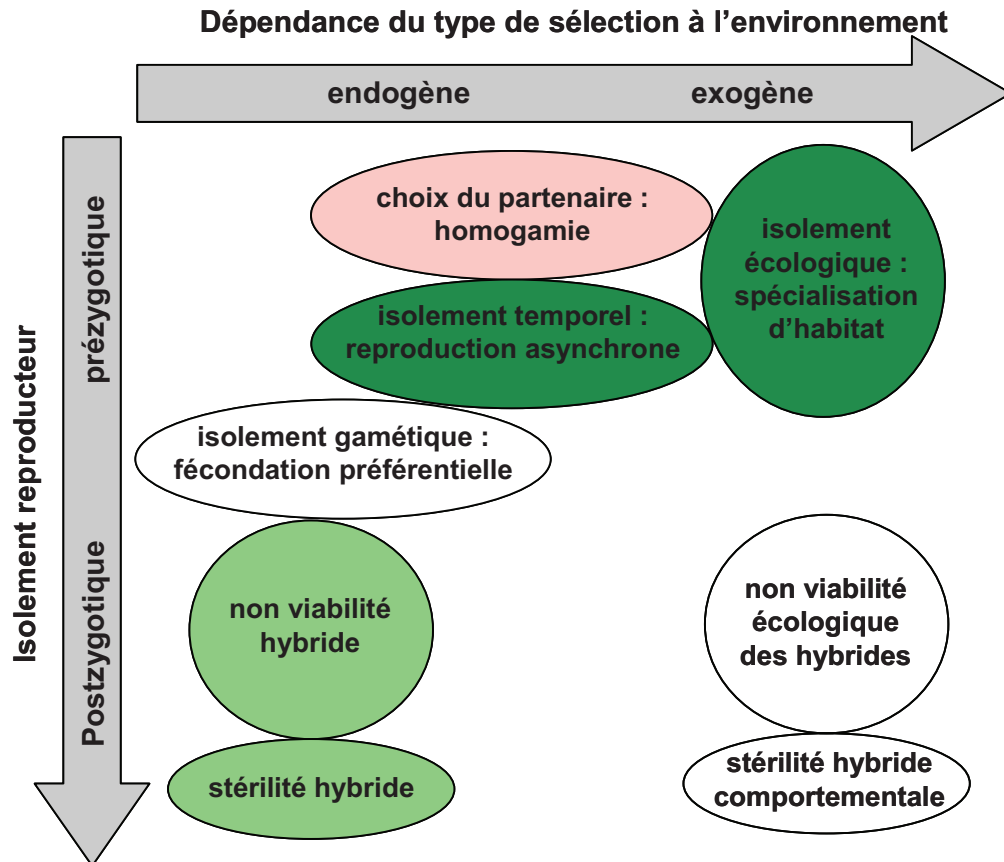 Dépendance du type de sélection à l’environnement
endogène
exogène
Isolement reproducteur
prézygotique
Postzygotique
choix du partenaire :
homogamie
isolement
écologique :
spécialisation
d’habitat
isolement temporel :
reproduction asynchrone
isolement gamétique :
fécondation préférentielle
non viabilité
hybride
non viabilité
écologique
des hybrides
stérilité hybride
stérilité hybride
comportementale